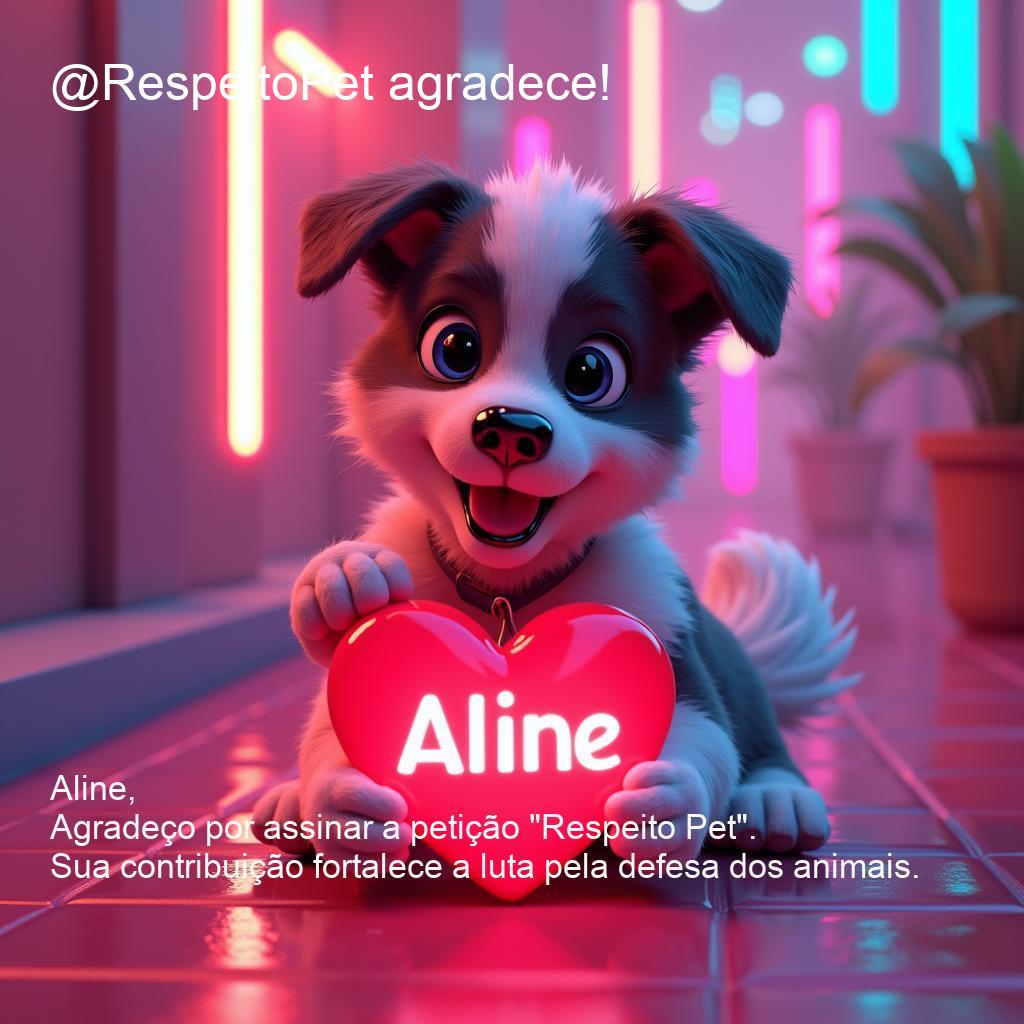 @RespeitoPet agradece!
Aline
Aline,
Agradeço por assinar a petição "Respeito Pet".
Sua contribuição fortalece a luta pela defesa dos animais.